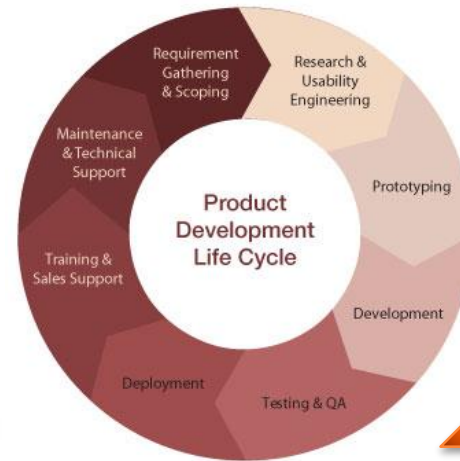 Product
Development
Life Cycle
Requirement
Gathering
& Scoping
Research &
Usability
Engineering
Prototyping
Development
Testing & QA
Deployment
Training &
Sales Support
Maintenance
& Technical
Support